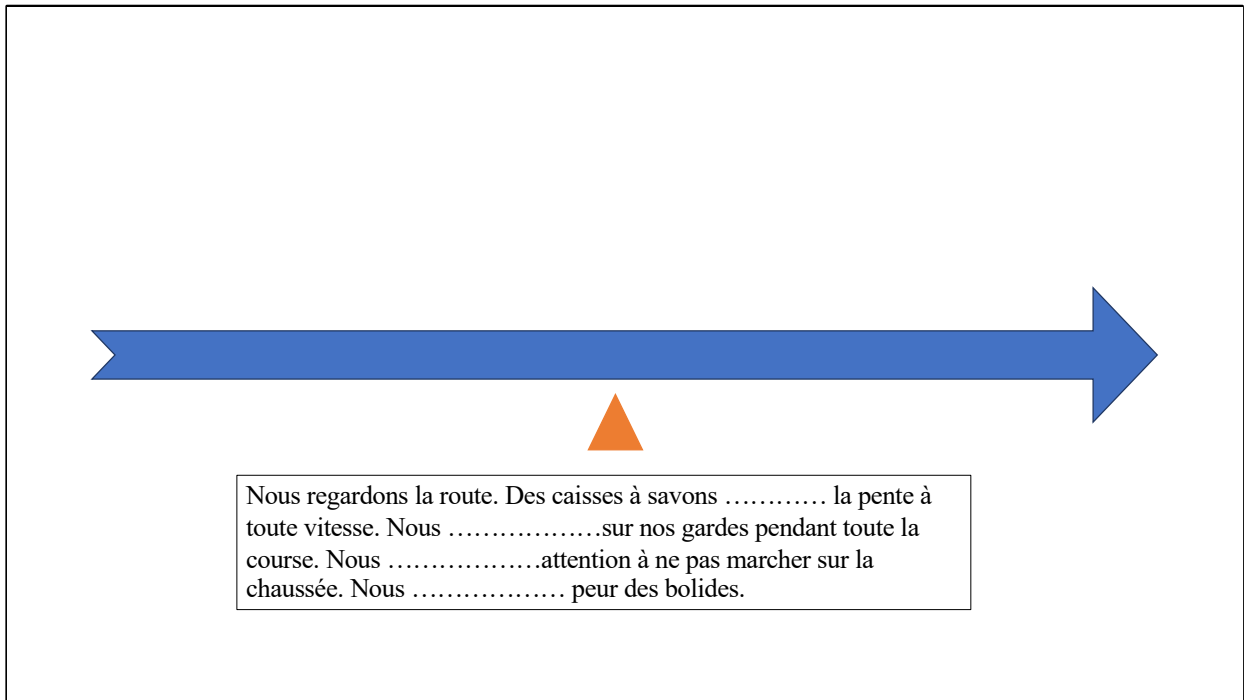 Nous regardons la route. Des caisses à savons ………… la pente à
toute vitesse. Nous ………………sur nos gardes pendant toute la
course. Nous ………………attention à ne pas marcher sur la
chaussée. Nous ……………… peur des bolides.